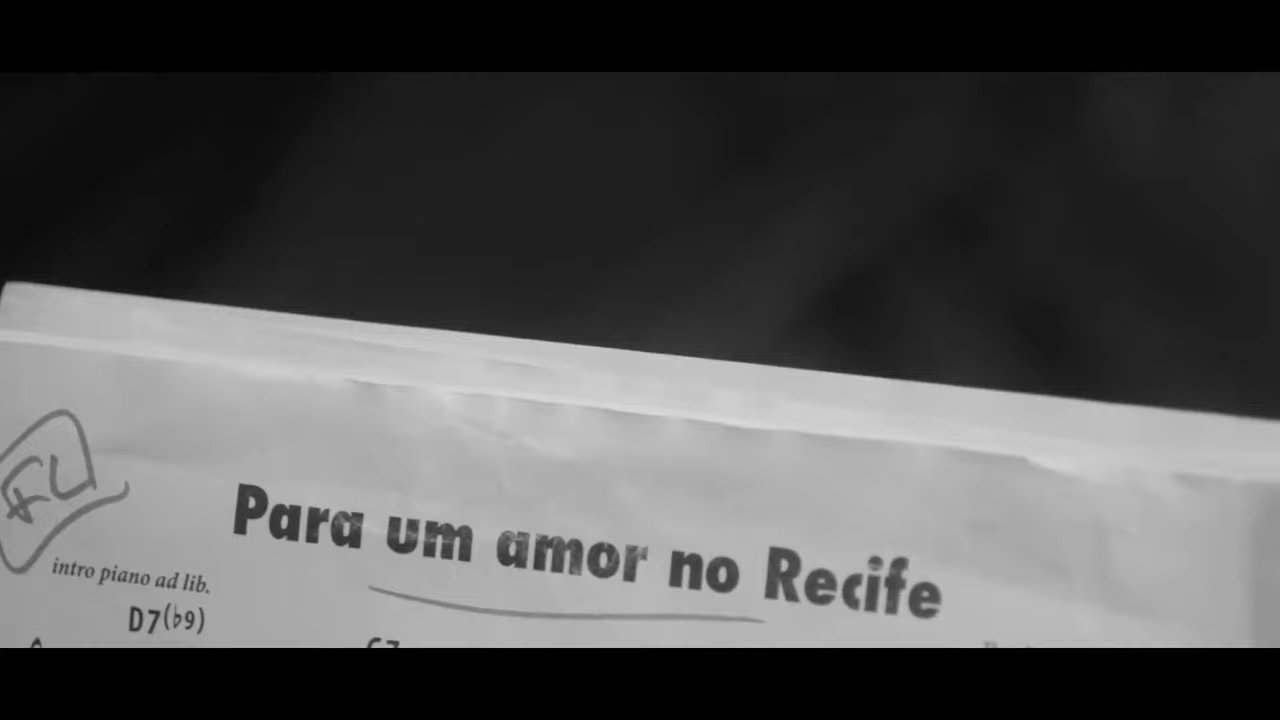 FL
Para um amor no Recife
intro piano ad lib.
D7(♭9)